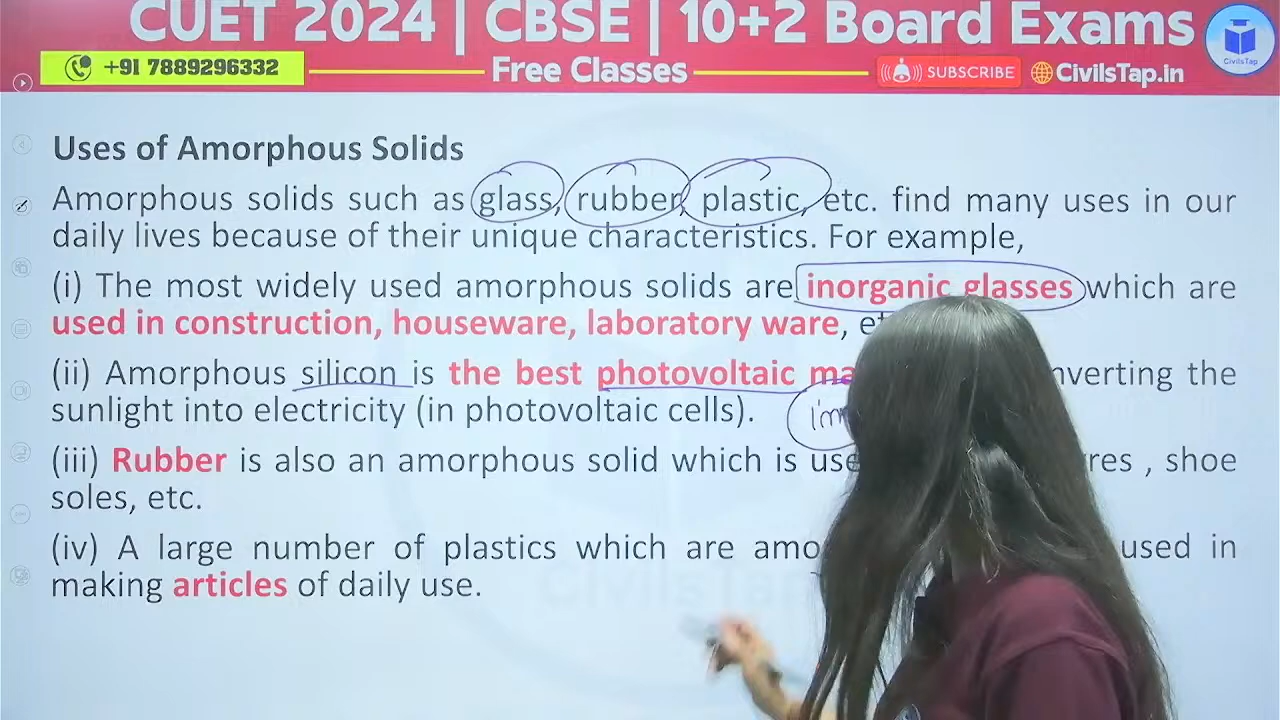 CUET 2024 | CBSE | 10+2 Board Exams
+91 7889296332
Free Classes
SUBSCRIBE
CivilsTap.in
CivilsTap
Uses of Amorphous Solids
Amorphous solids such as glass, rubber, plastic, etc. find many uses in our
daily lives because of their unique characteristics. For example,
(i) The most widely used amorphous solids are inorganic glasses which are
used in construction, houseware, laboratory ware,
(ii) Amorphous silicon is the best photovoltaic the
sunlight into electricity (in photovoltaic cells).
(iii) Rubber is also an amorphous solid which is , shoe
soles, etc.
(iv) A large number of plastics which are used in
making articles of daily use.